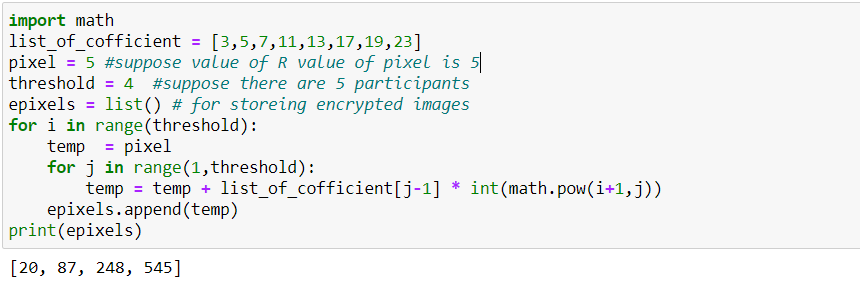 import math
list_of_cofficient = [3,5,7,11,13,17,19,23]
pixel = 5 #suppose value of R value of pixel is 5
threshold = 4  #suppose there are 5 participants
epixels = list() # for storeing encrypted images
for i in range(threshold):
    temp  = pixel
    for j in range(1,threshold):
        temp = temp + list_of_cofficient[j-1] * int(math.pow(i+1,j))
    epixels.append(temp)
print(epixels)
[20, 87, 248, 545]